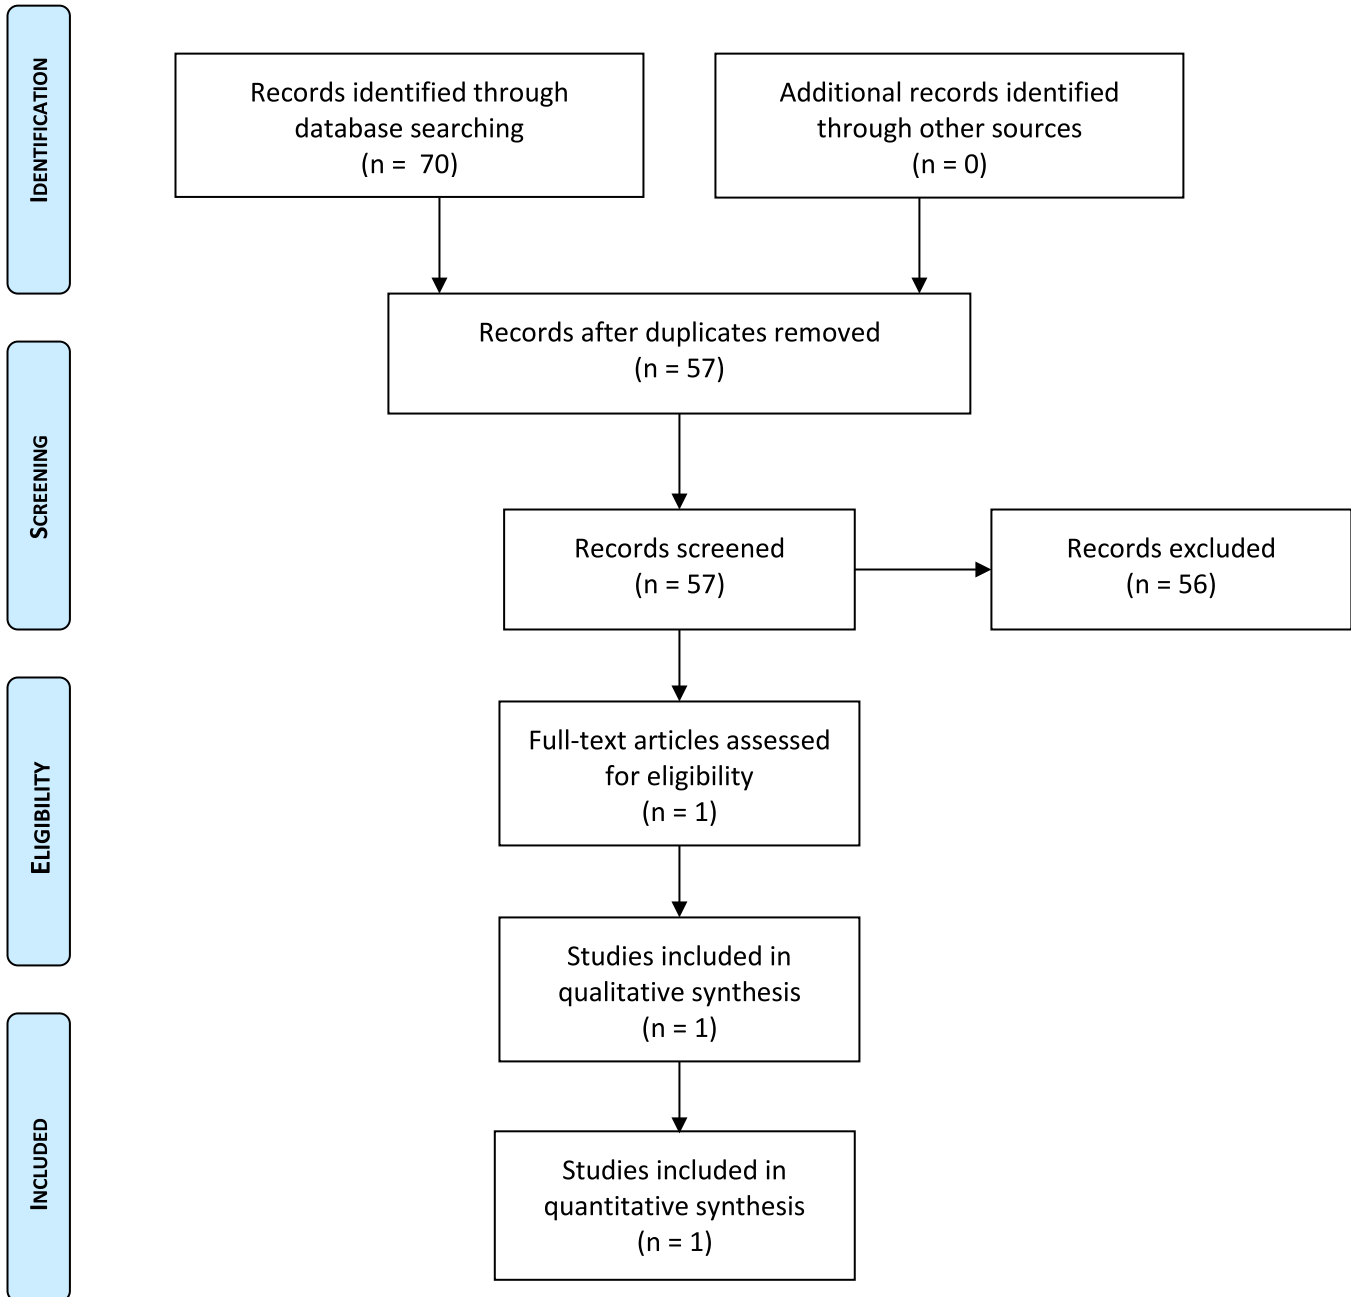 IDENTIFICATION
Records identified through
database searching
(n =  70)
Additional records identified
through other sources
(n = 0)
Records after duplicates removed
(n = 57)
SCREENING
Records screened
(n = 57)
Records excluded
(n = 56)
ELIGIBILITY
Full-text articles assessed
for eligibility
(n = 1)
Studies included in
qualitative synthesis
(n = 1)
INCLUDED
Studies included in
quantitative synthesis
(n = 1)